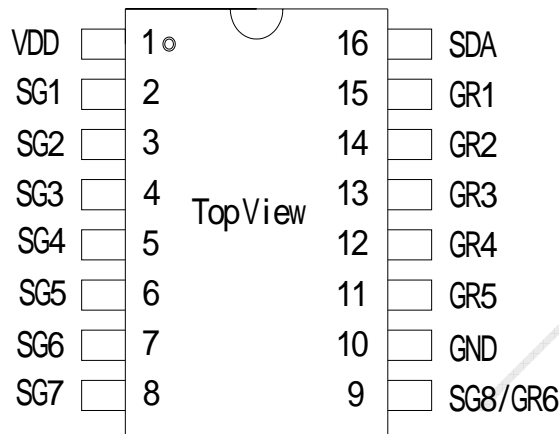 VDD 1 16 SDA
SG1 2 15 GR1
SG2 3 14 GR2
SG3 4 13 GR3
TopView
SG4 5 12 GR4
SG5 6 11 GR5
SG6 7 10 GND
SG7 8 9 SG8/GR6